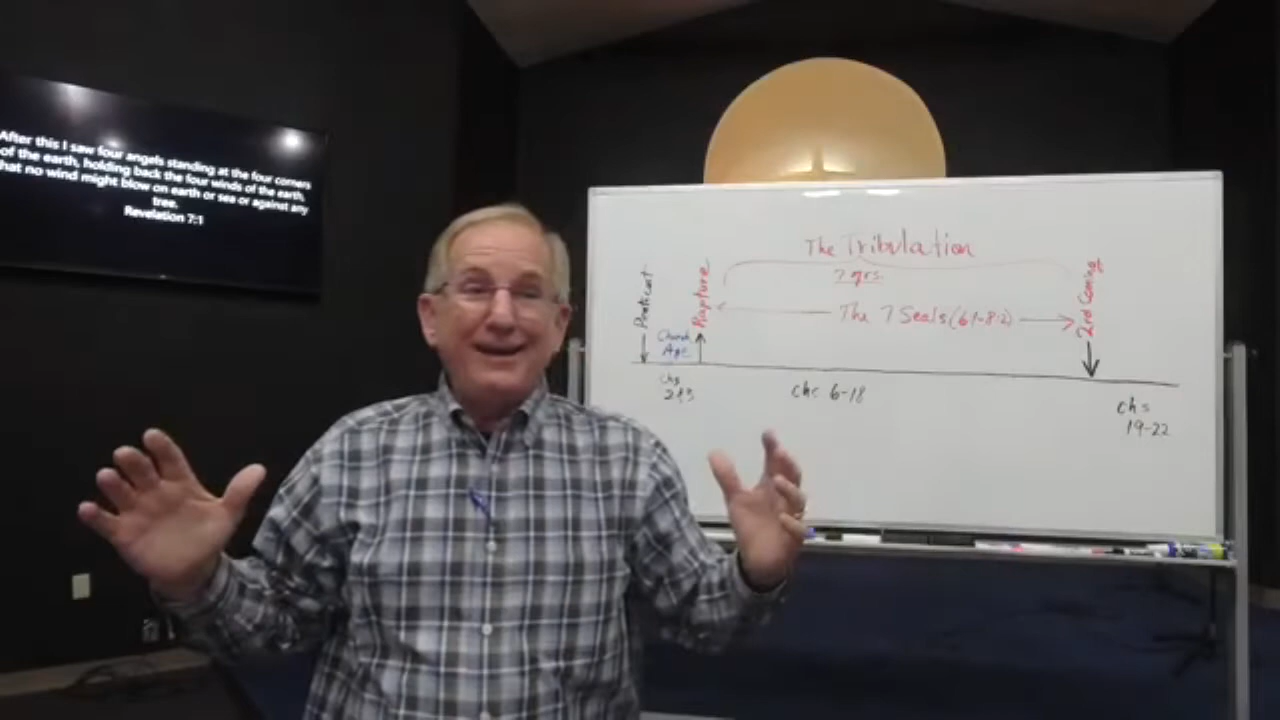 After this I saw four angels standing at the four corners
of the earth, holding back the four winds of the earth,
that no wind might blow on earth or sea or against any
tree.
Revelation 7:1
The Tribulation
7 yrs.
Rapture
The 7 Seals (6:1-8:2)
2nd Coming
Church
Age
chs
2&3
chs 6-18
chs
19-22